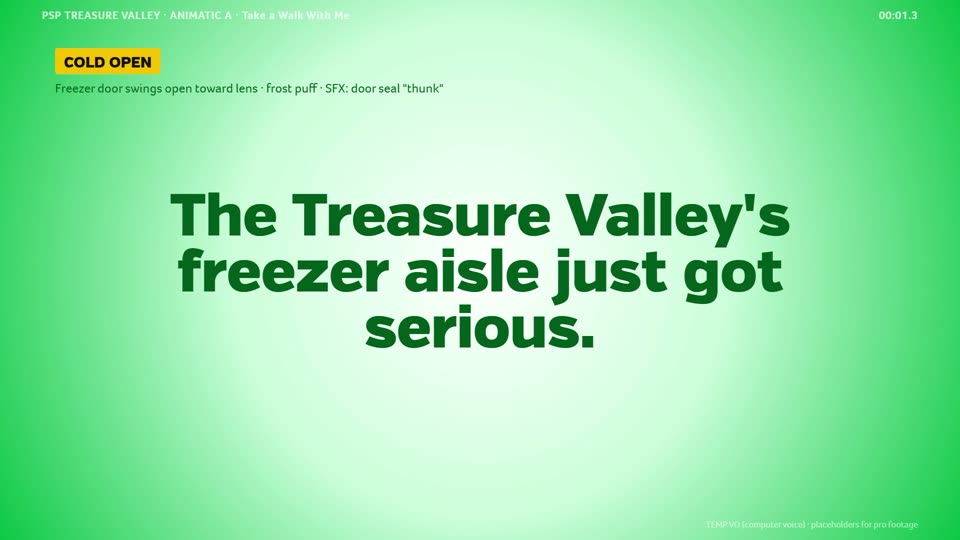 PSP TREASURE VALLEY · ANIMATIC A · Take a Walk With Me
00:01.3
COLD OPEN
Freezer door swings open toward lens · frost puff · SFX: door seal "thunk"
The Treasure Valley's
freezer aisle just got
serious.
TEMP VO (computer voice) · placeholders for pro footage